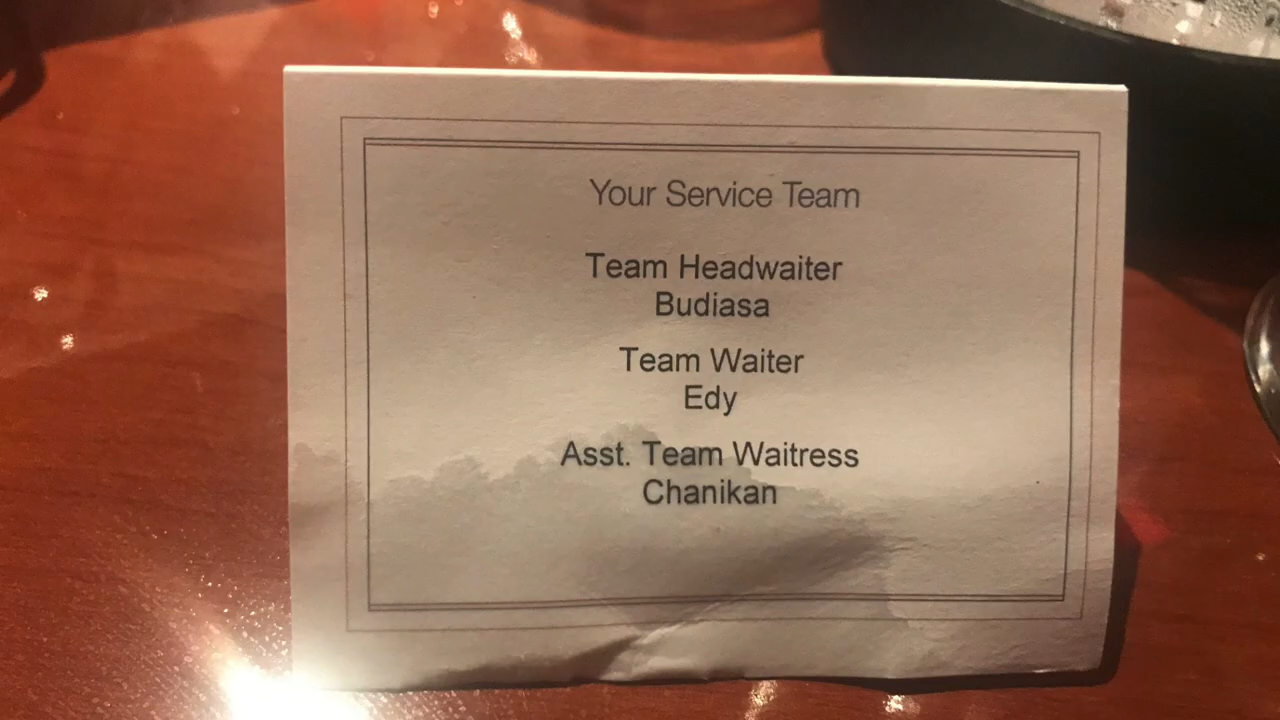 Your Service Team
Team Headwaiter
Budiasa
Team Waiter
Edy
Asst. Team Waitress
Chanikan